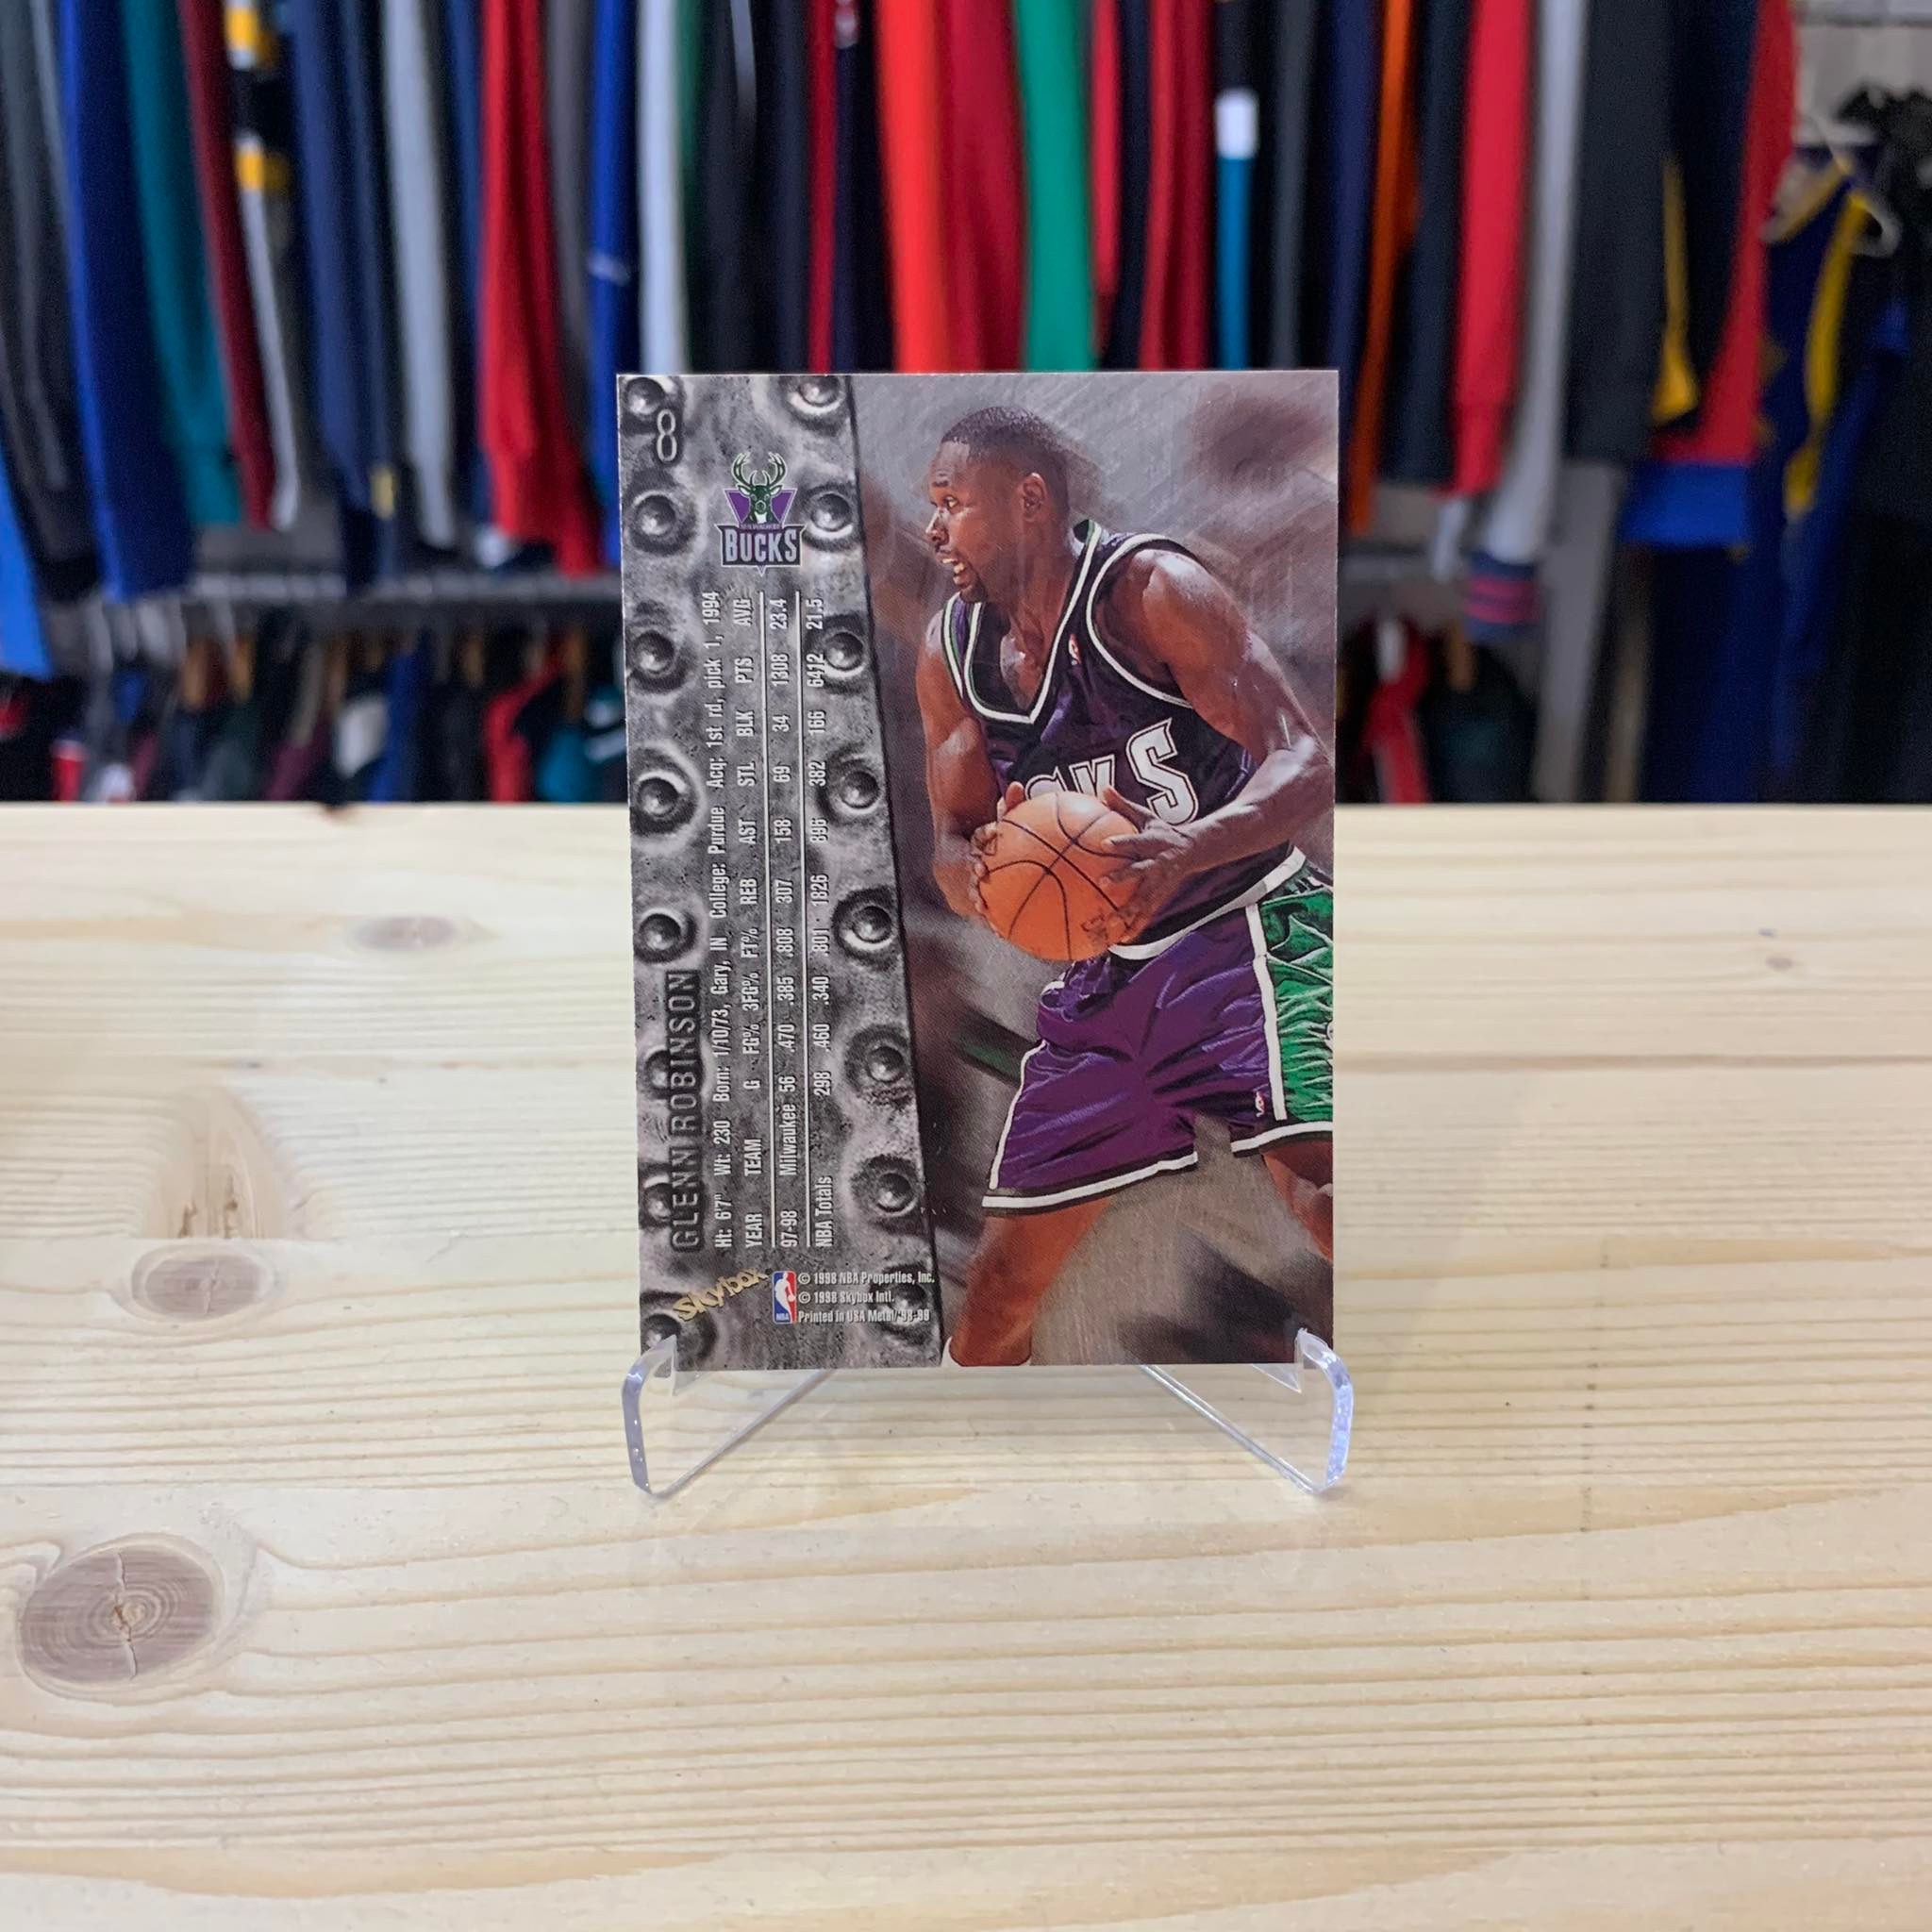 8
BUCKS
GLENN ROBINSON
Ht: 6'7" Wt: 230 Born: 1/10/73, Gary, IN College: Purdue Acq: 1st rd, pick 1, 1994
YEAR TEAM G FG% 3FG% FT% REB AST STL BLK PTS AVG
97-98 Milwaukee 56 .470 .385 .808 307 158 69 34 1308 23.4
NBA Totals 298 .460 .340 .801 1826 896 382 166 6412 21.5
SkyBox
NBA
© 1998 NBA Properties, Inc.
© 1998 Skybox Intl.
Printed in USA Metal '98-99
CKS